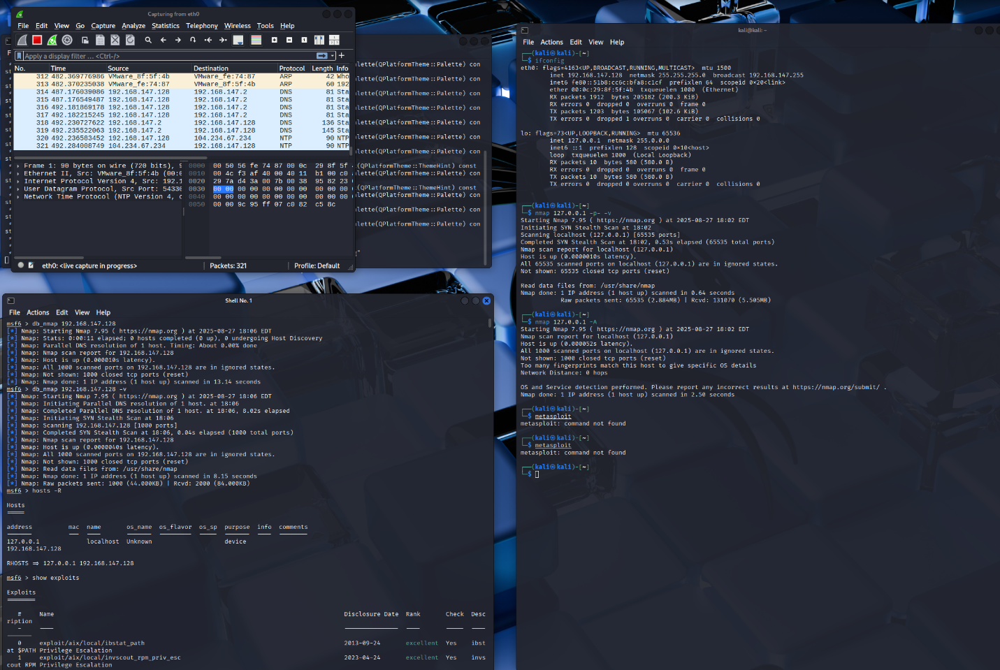 Capturing from eth0
File Edit View Go Capture Analyze Statistics Telephony Wireless Tools Help
Apply a display filter ... <Ctrl-/>
No. Time Source Destination Protocol Length Info
312 482.369776986 VMware_8f:5f:4b VMware_fe:74:87 ARP 42 Who
313 482.370235038 VMware_fe:74:87 VMware_8f:5f:4b ARP 60 192
314 487.176039086 192.168.147.128 192.168.147.2 DNS 81 Sta
315 487.176549487 192.168.147.128 192.168.147.2 DNS 81 Sta
316 492.181869178 192.168.147.128 192.168.147.2 DNS 81 Sta
317 492.182215245 192.168.147.128 192.168.147.2 DNS 81 Sta
318 492.230727622 192.168.147.2 192.168.147.128 DNS 136 Sta
319 492.235522063 192.168.147.2 192.168.147.128 DNS 145 Sta
320 492.236583452 192.168.147.128 104.234.67.234 NTP 90 NTP
321 492.284008749 104.234.67.234 192.168.147.128 NTP 90 NTP
Frame 1: 90 bytes on wire (720 bits), 9
Ethernet II, Src: VMware_8f:5f:4b (00:0
Internet Protocol Version 4, Src: 192.1
User Datagram Protocol, Src Port: 54330
Network Time Protocol (NTP Version 4, c
0000 00 50 56 fe 74 87 00 0c 29 8f 5f
0010 00 4c f3 af 40 00 40 11 b1 00 c0
0020 29 7a d4 3a 00 7b 00 38 95 82 23
0030 00 00 00 00 00 00 00 00 00 00 00
0040 00 00 00 00 00 00 00 00 00 00 00
0050 00 00 9c 95 ff 07 c0 82 c5 8c
eth0: <live capture in progress> Packets: 321 Profile: Default
alette(QPlatformTheme::Palette) con
alette(QPlatformTheme::Palette) con
alette(QPlatformTheme::Palette) con
alette(QPlatformTheme::Palette) con
alette(QPlatformTheme::Palette) con
alette(QPlatformTheme::Palette) con
(QPlatformTheme::ThemeHint) const
alette(QPlatformTheme::Palette) con
(QPlatformTheme::ThemeHint) const
alette(QPlatformTheme::Palette) con
alette(QPlatformTheme::Palette) con
alette(QPlatformTheme::Palette) con
Shell No. 1
File Actions Edit View Help
msf6 > db_nmap 192.168.147.128
[*] Nmap: Starting Nmap 7.95 ( https://nmap.org ) at 2025-08-27 18:06 EDT
[*] Nmap: Stats: 0:00:11 elapsed; 0 hosts completed (0 up), 0 undergoing Host Discovery
[*] Nmap: Parallel DNS resolution of 1 host. Timing: About 0.00% done
[*] Nmap: Nmap scan report for 192.168.147.128
[*] Nmap: Host is up (0.000010s latency).
[*] Nmap: All 1000 scanned ports on 192.168.147.128 are in ignored states.
[*] Nmap: Not shown: 1000 closed tcp ports (reset)
[*] Nmap: Nmap done: 1 IP address (1 host up) scanned in 13.14 seconds
msf6 > db_nmap 192.168.147.128 -v
[*] Nmap: Starting Nmap 7.95 ( https://nmap.org ) at 2025-08-27 18:06 EDT
[*] Nmap: Initiating Parallel DNS resolution of 1 host. at 18:06
[*] Nmap: Completed Parallel DNS resolution of 1 host. at 18:06, 8.02s elapsed
[*] Nmap: Initiating SYN Stealth Scan at 18:06
[*] Nmap: Scanning 192.168.147.128 [1000 ports]
[*] Nmap: Completed SYN Stealth Scan at 18:06, 0.04s elapsed (1000 total ports)
[*] Nmap: Nmap scan report for 192.168.147.128
[*] Nmap: Host is up (0.0000040s latency).
[*] Nmap: All 1000 scanned ports on 192.168.147.128 are in ignored states.
[*] Nmap: Not shown: 1000 closed tcp ports (reset)
[*] Nmap: Read data files from: /usr/share/nmap
[*] Nmap: Nmap done: 1 IP address (1 host up) scanned in 8.15 seconds
[*] Nmap: Raw packets sent: 1000 (44.000KB) | Rcvd: 2000 (84.000KB)
msf6 > hosts -R
Hosts
=====
address mac name os_name os_flavor os_sp purpose info comments
127.0.0.1 localhost Unknown device
192.168.147.128
RHOSTS => 127.0.0.1 192.168.147.128
msf6 > show exploits
Exploits
========
# Name Disclosure Date Rank Check Desc
ription
0 exploit/aix/local/ibstat_path 2013-09-24 excellent Yes ibst
at $PATH Privilege Escalation
1 exploit/aix/local/invscout_rpm_priv_esc 2023-04-24 excellent Yes invs
cout RPM Privilege Escalation
kali@kali: ~
File Actions Edit View Help
┌──(kali㉿kali)-[~]
└─$ ifconfig
eth0: flags=4163<UP,BROADCAST,RUNNING,MULTICAST> mtu 1500
inet 192.168.147.128 netmask 255.255.255.0 broadcast 192.168.147.255
inet6 fe80::51b8:cc6c:bfa8:c1cf prefixlen 64 scopeid 0×20<link>
ether 00:0c:29:8f:5f:4b txqueuelen 1000 (Ethernet)
RX packets 1912 bytes 205182 (200.3 KiB)
RX errors 0 dropped 0 overruns 0 frame 0
TX packets 1203 bytes 105067 (102.6 KiB)
TX errors 0 dropped 1 overruns 0 carrier 0 collisions 0
lo: flags=73<UP,LOOPBACK,RUNNING> mtu 65536
inet 127.0.0.1 netmask 255.0.0.0
inet6 ::1 prefixlen 128 scopeid 0×10<host>
loop txqueuelen 1000 (Local Loopback)
RX packets 10 bytes 580 (580.0 B)
RX errors 0 dropped 0 overruns 0 frame 0
TX packets 10 bytes 580 (580.0 B)
TX errors 0 dropped 0 overruns 0 carrier 0 collisions 0
┌──(kali㉿kali)-[~]
└─$ nmap 127.0.0.1 -p- -v
Starting Nmap 7.95 ( https://nmap.org ) at 2025-08-27 18:02 EDT
Initiating SYN Stealth Scan at 18:02
Scanning localhost (127.0.0.1) [65535 ports]
Completed SYN Stealth Scan at 18:02, 0.53s elapsed (65535 total ports)
Nmap scan report for localhost (127.0.0.1)
Host is up (0.0000010s latency).
All 65535 scanned ports on localhost (127.0.0.1) are in ignored states.
Not shown: 65535 closed tcp ports (reset)
Read data files from: /usr/share/nmap
Nmap done: 1 IP address (1 host up) scanned in 0.64 seconds
Raw packets sent: 65535 (2.884MB) | Rcvd: 131070 (5.505MB)
┌──(kali㉿kali)-[~]
└─$ nmap 127.0.0.1 -A
Starting Nmap 7.95 ( https://nmap.org ) at 2025-08-27 18:02 EDT
Nmap scan report for localhost (127.0.0.1)
Host is up (0.000052s latency).
All 1000 scanned ports on localhost (127.0.0.1) are in ignored states.
Not shown: 1000 closed tcp ports (reset)
Too many fingerprints match this host to give specific OS details
Network Distance: 0 hops
OS and Service detection performed. Please report any incorrect results at https://nmap.org/submit/ .
Nmap done: 1 IP address (1 host up) scanned in 2.50 seconds
┌──(kali㉿kali)-[~]
└─$ metasploit
metasploit: command not found
┌──(kali㉿kali)-[~]
└─$ metasploit
metasploit: command not found
┌──(kali㉿kali)-[~]
└─$